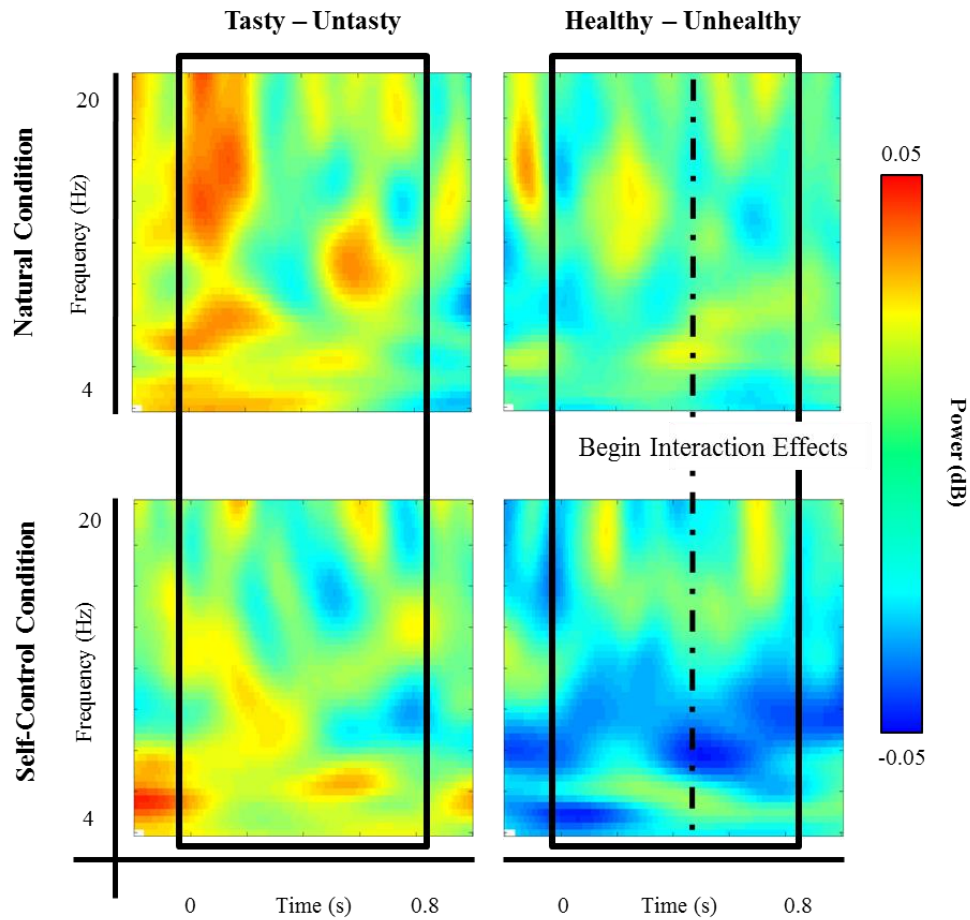 Tasty – Untasty
Healthy – Unhealthy
Natural Condition
Frequency (Hz)
20
4
0.05
Power (dB)
-0.05
Begin Interaction Effects
Self-Control Condition
Frequency (Hz)
20
4
0
Time (s)
0.8
0
Time (s)
0.8